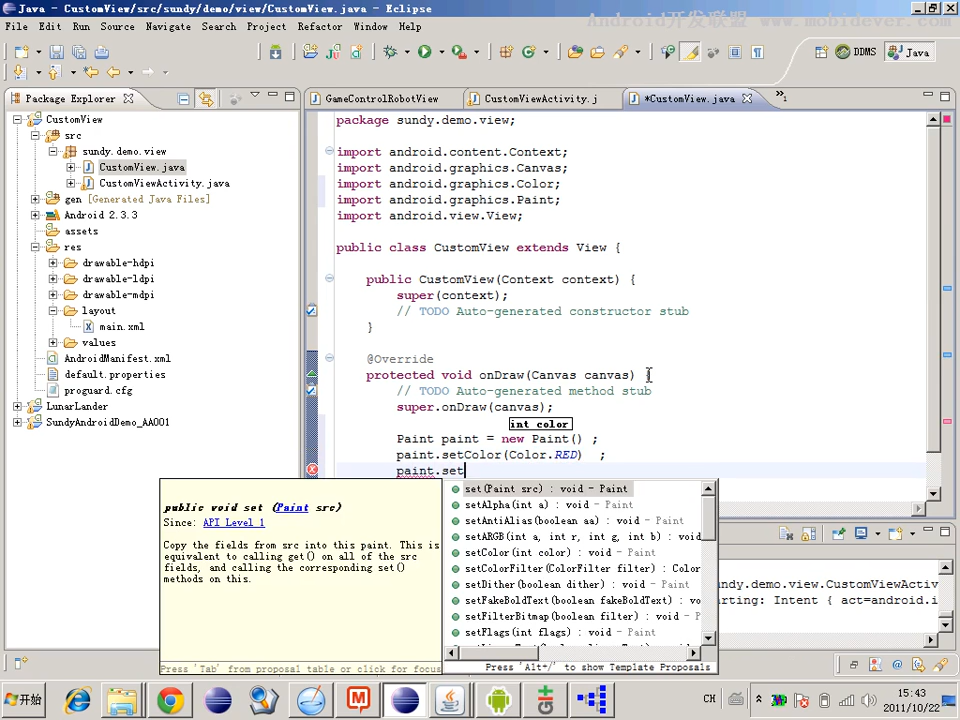 Java - CustomView/src/sundy/demo/view/CustomView.java - Eclipse
Android开发联盟 www.mobidever.com
File Edit Run Source Navigate Search Project Refactor Window Help
DDMS Java
Package Explorer
GameControlRobotView
CustomViewActivity.j
*CustomView.java
»1
CustomView
src
sundy.demo.view
CustomView.java
CustomViewActivity.java
gen [Generated Java Files]
Android 2.3.3
assets
res
drawable-hdpi
drawable-ldpi
drawable-mdpi
layout
main.xml
values
AndroidManifest.xml
default.properties
proguard.cfg
LunarLander
SundyAndroidDemo_AA001
package sundy.demo.view;
import android.content.Context;
import android.graphics.Canvas;
import android.graphics.Color;
import android.graphics.Paint;
import android.view.View;
public class CustomView extends View {
public CustomView(Context context) {
super(context);
// TODO Auto-generated constructor stub
}
@Override
protected void onDraw(Canvas canvas) {
// TODO Auto-generated method stub
super.onDraw(canvas);
int color
Paint paint = new Paint() ;
paint.setColor(Color.RED) ;
paint.set
public void set (Paint src)
Since: API Level 1
Copy the fields from src into this paint. This is
equivalent to calling get() on all of the src
fields, and calling the corresponding set()
methods on this.
Press 'Tab' from proposal table or click for focus
set(Paint src) : void - Paint
setAlpha(int a) : void - Paint
setAntiAlias(boolean aa) : void - Paint
setARGB(int a, int r, int g, int b) : void
setColor(int color) : void - Paint
setColorFilter(ColorFilter filter) : Color
setDither(boolean dither) : void - Paint
setFakeBoldText(boolean fakeBoldText) : vo
setFilterBitmap(boolean filter) : void - P
setFlags(int flags) : void - Paint
Press 'Alt+/' to show Template Proposals
ndy.demo.view.CustomViewActiv
arting: Intent { act=android.i
开始
CH
15:43
2011/10/22